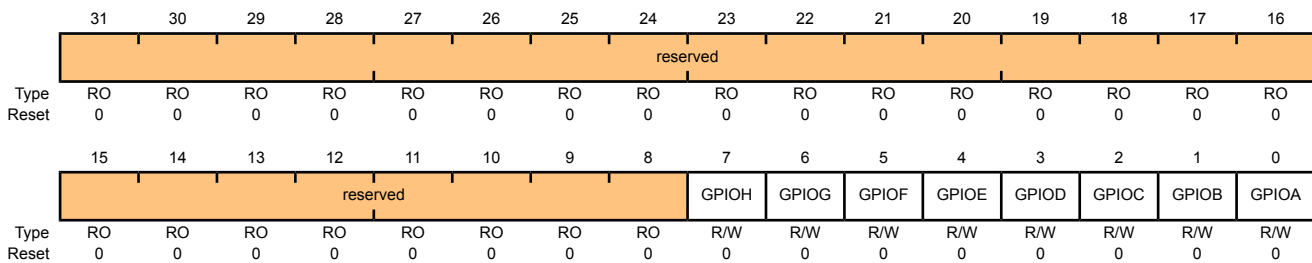 31 30 29 28 27 26 25 24 23 22 21 20 19 18 17 16
reserved
Type RO RO RO RO RO RO RO RO RO RO RO RO RO RO RO RO
Reset 0 0 0 0 0 0 0 0 0 0 0 0 0 0 0 0
15 14 13 12 11 10 9 8 7 6 5 4 3 2 1 0
reserved GPIOH GPIOG GPIOF GPIOE GPIOD GPIOC GPIOB GPIOA
Type RO RO RO RO RO RO RO RO R/W R/W R/W R/W R/W R/W R/W R/W
Reset 0 0 0 0 0 0 0 0 0 0 0 0 0 0 0 0